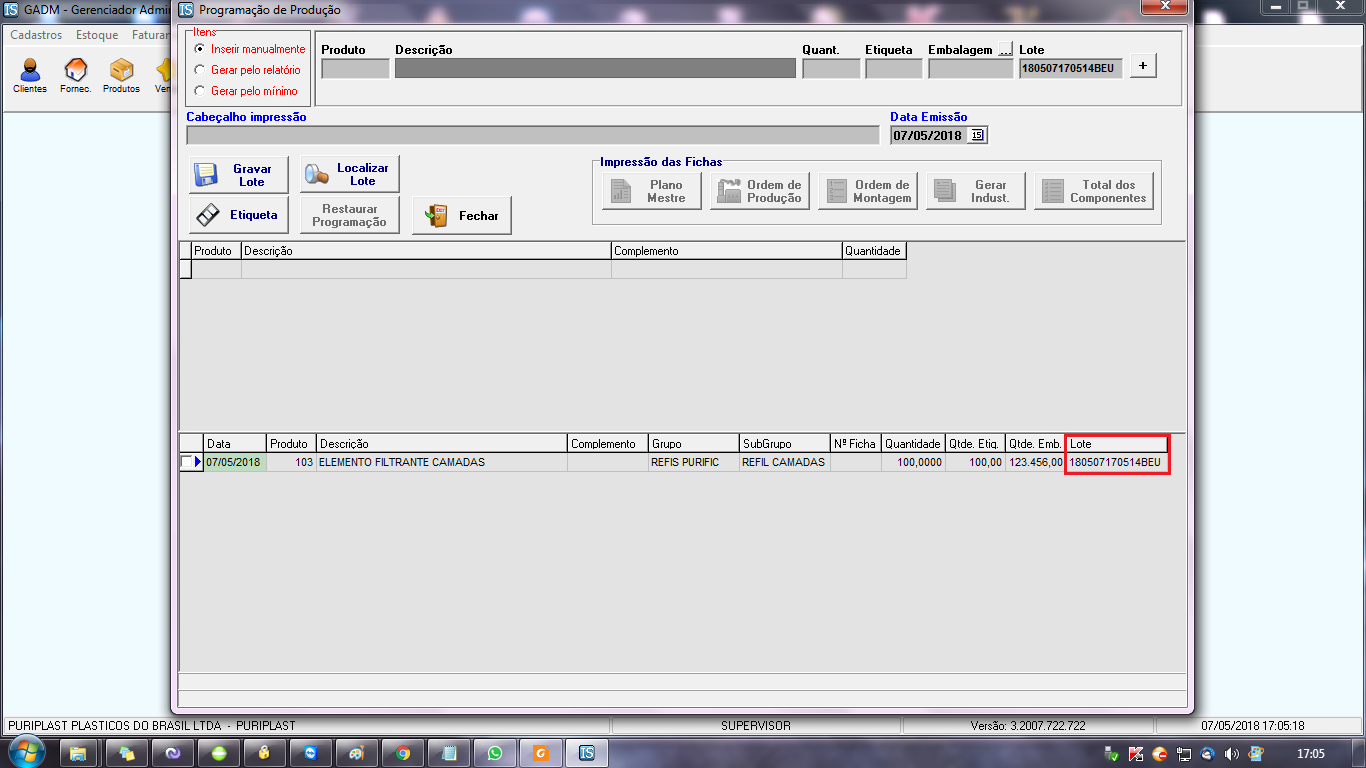 GADM - Gerenciador Admin
Programação de Produção
Cadastros Estoque Faturar
Clientes Fornec. Produtos Ven
Itens
Inserir manualmente
Gerar pelo relatório
Gerar pelo mínimo
Produto Descrição Quant. Etiqueta Embalagem ... Lote
180507170514BEU +
Cabeçalho impressão Data Emissão
07/05/2018 15
Gravar Lote
Localizar Lote
Etiqueta
Restaurar Programação
Fechar
Impressão das Fichas
Plano Mestre
Ordem de Produção
Ordem de Montagem
Gerar Indust.
Total dos Componentes
Produto Descrição Complemento Quantidade
Data Produto Descrição Complemento Grupo SubGrupo Nº Ficha Quantidade Qtde. Etiq. Qtde. Emb. Lote
07/05/2018 103 ELEMENTO FILTRANTE CAMADAS REFIS PURIFIC REFIL CAMADAS 100,0000 100,00 123.456,00 180507170514BEU
PURIPLAST PLASTICOS DO BRASIL LTDA - PURIPLAST SUPERVISOR Versão: 3.2007.722.722 07/05/2018 17:05:18
17:05